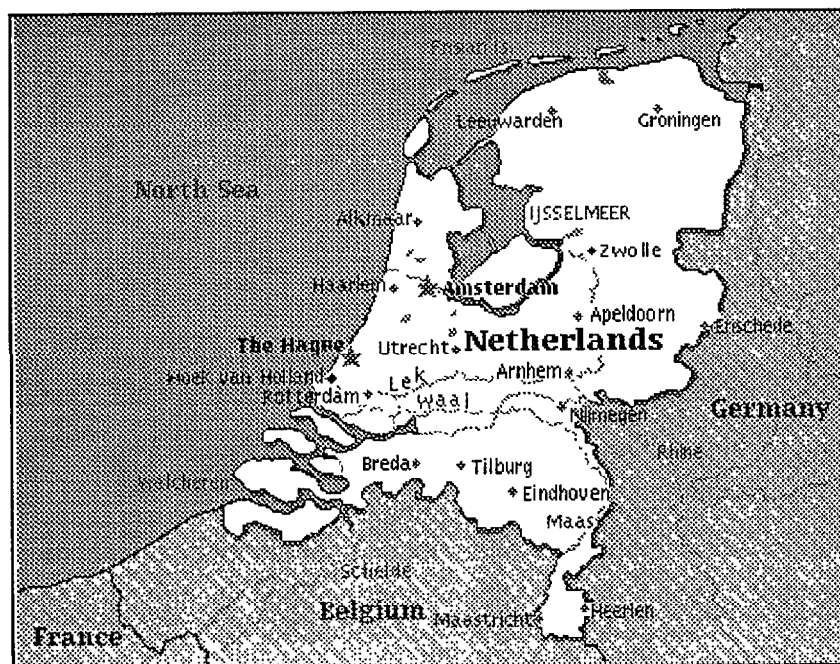 Leeuwarden
Groningen
North Sea
Alkmaar
IJSSELMEER
Zwolle
Haarlem
Amsterdam
Apeldoorn
Enschede
The Hague
Utrecht
Netherlands
Hoek van Holland
Lek
Arnhem
Rotterdam
Waal
Nijmegen
Germany
Rhine
Breda
Tilburg
Walcheren
Eindhoven
Maas
Schelde
Belgium
Maastricht
Heerlen
France